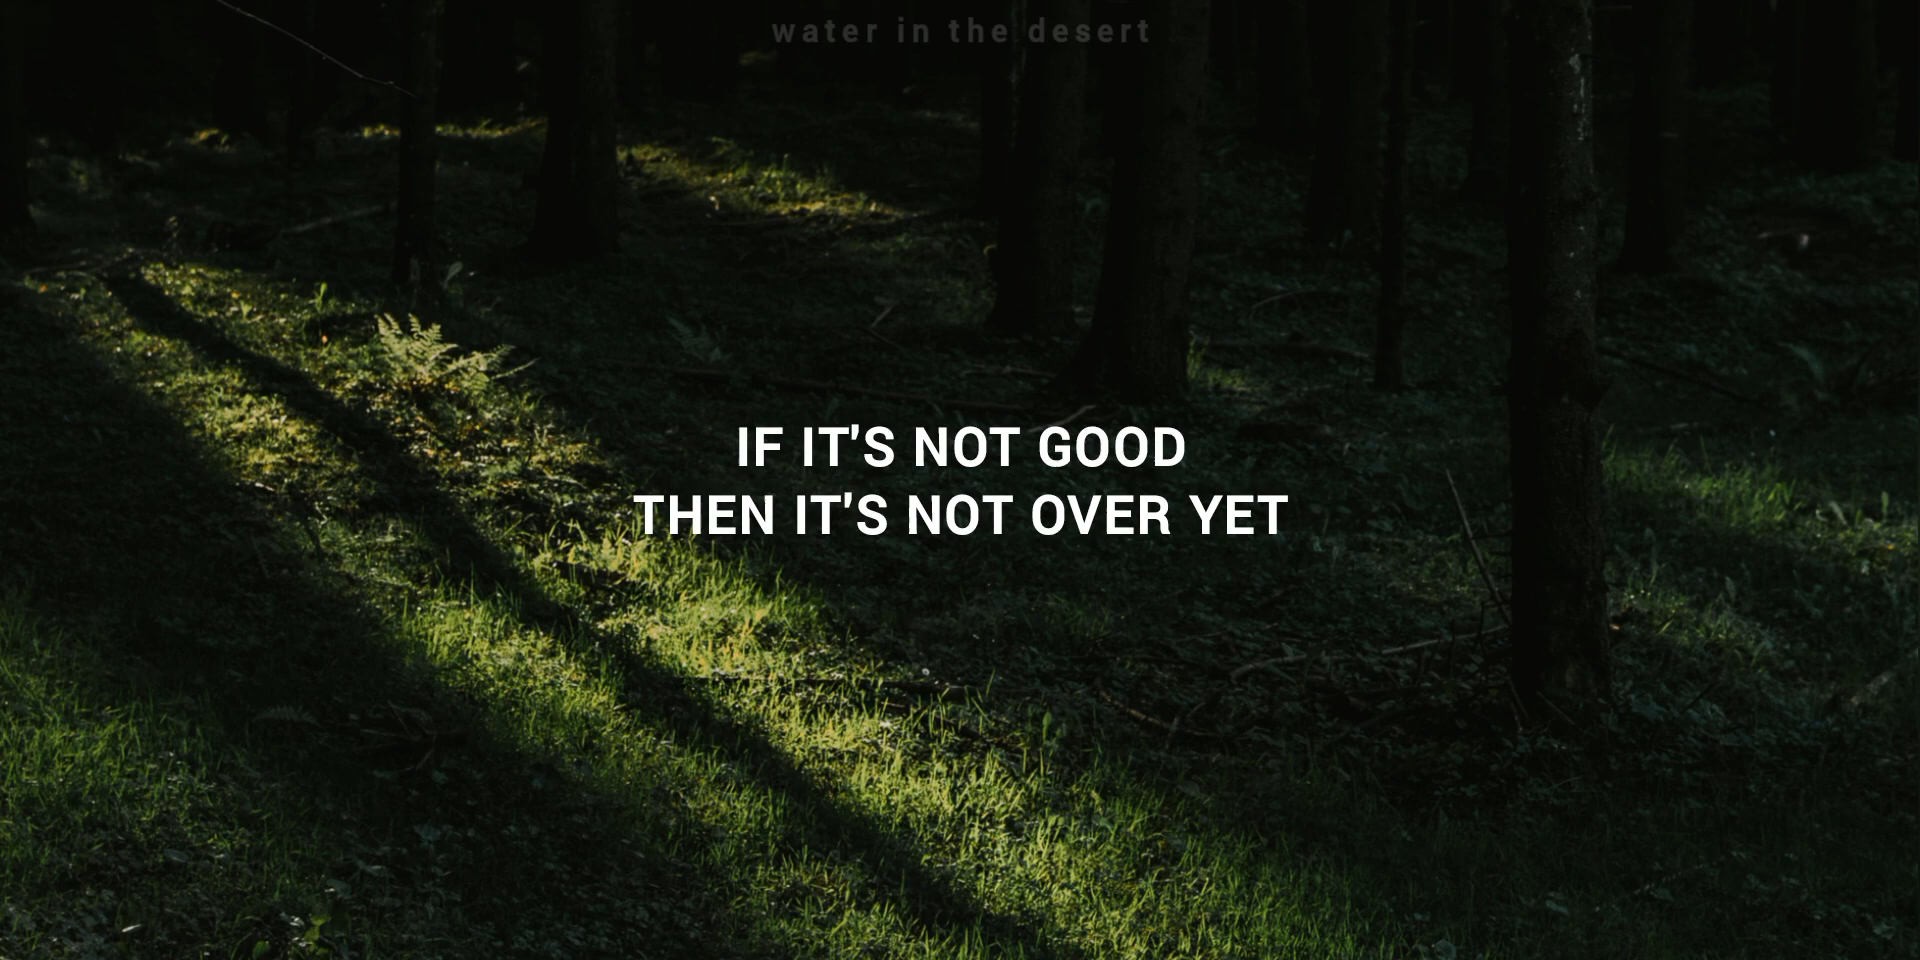 water in the desert
IF IT'S NOT GOOD
THEN IT'S NOT OVER YET